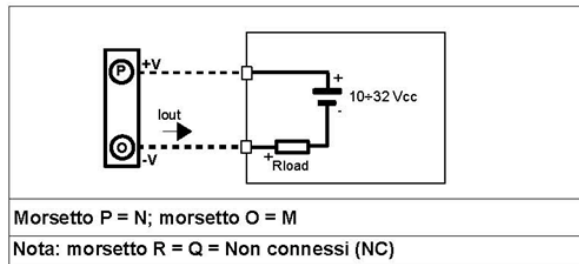 P
+V
+
10÷32 Vcc
-
Iout
O
-V
+
Rload
Morsetto P = N; morsetto O = M
Nota: morsetto R = Q = Non connessi (NC)